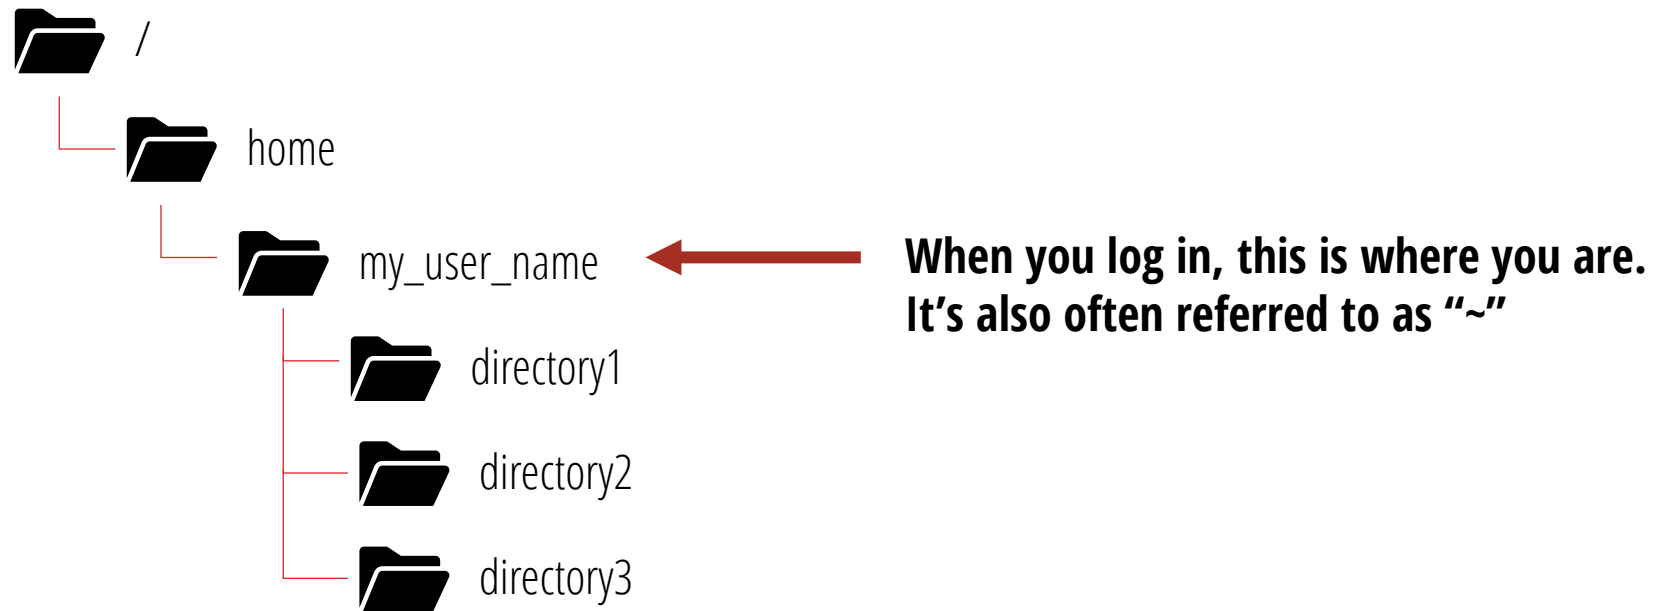 /
home
my_user_name
When you log in, this is where you are.
It’s also often referred to as “~”
directory1
directory2
directory3